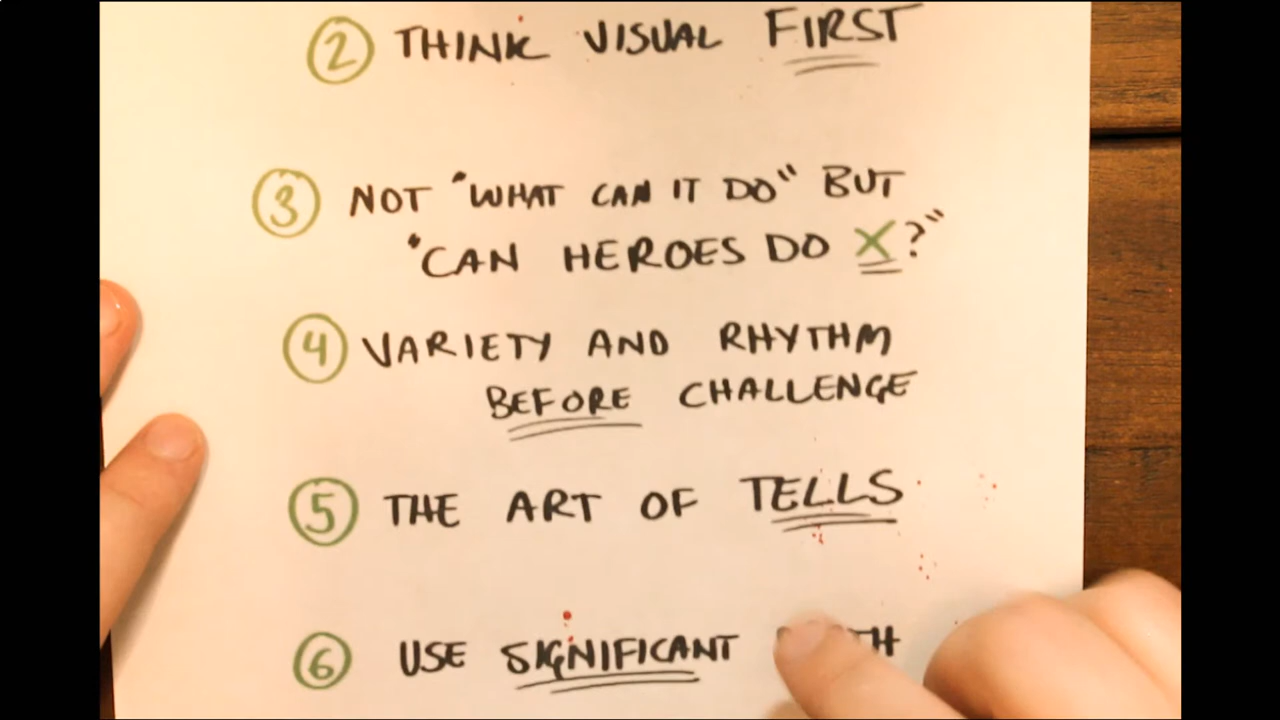 ② THINK VISUAL FIRST
③ NOT "WHAT CAN IT DO" BUT
"CAN HEROES DO X?"
④ VARIETY AND RHYTHM
BEFORE CHALLENGE
⑤ THE ART OF TELLS
⑥ USE SIGNIFICANT